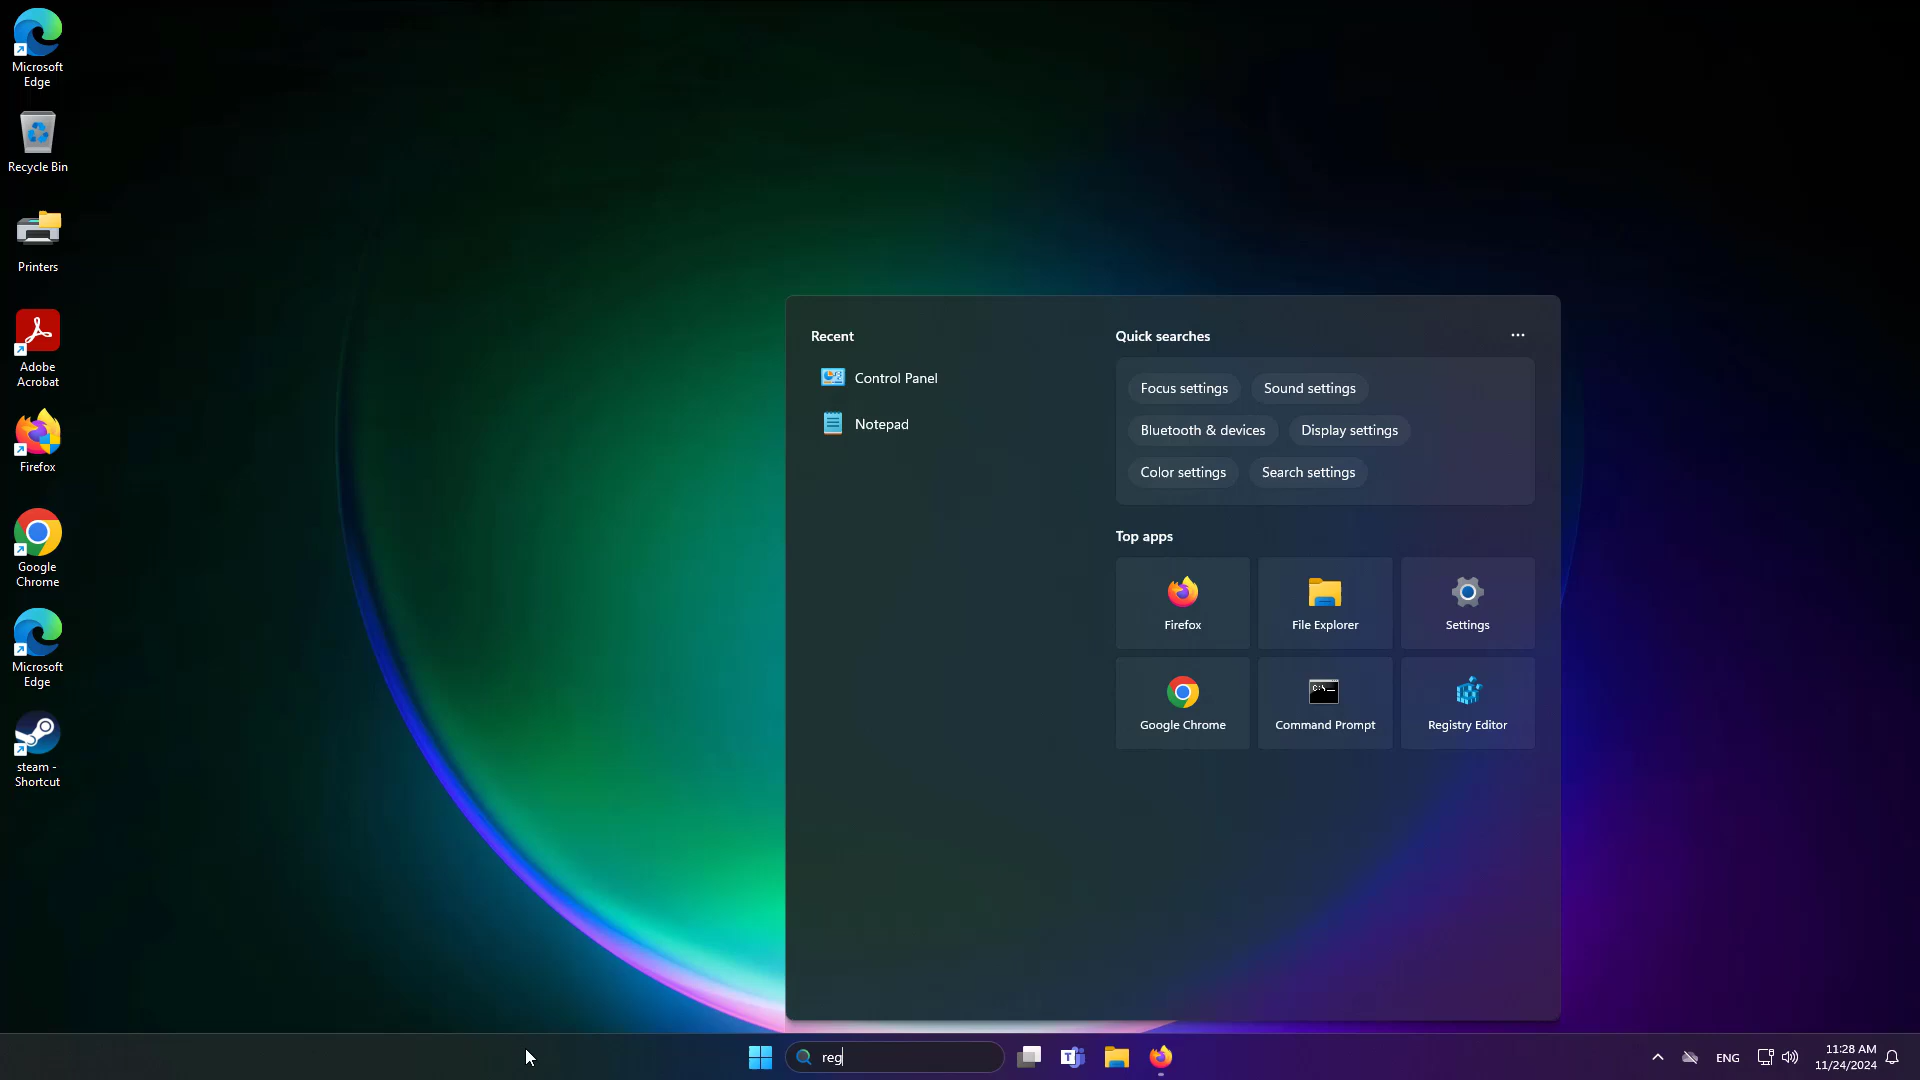 Microsoft
Edge
Recycle Bin
Printers
Adobe
Acrobat
Firefox
Google
Chrome
Microsoft
Edge
steam -
Shortcut
Recent
Control Panel
Notepad
Quick searches
Focus settings
Sound settings
Bluetooth & devices
Display settings
Color settings
Search settings
Top apps
Firefox
File Explorer
Settings
Google Chrome
C:\_
Command Prompt
Registry Editor
reg
ENG
11:28 AM
11/24/2024